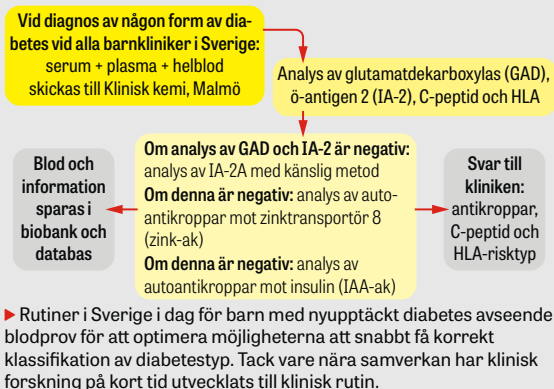 Vid diagnos av någon form av dia-
betes vid alla barnkliniker i Sverige:
serum + plasma + helblod
skickas till Klinisk kemi, Malmö
Analys av glutamatdekarboxylas (GAD),
ö-antigen 2 (IA-2), C-peptid och HLA
Blod och
information
sparas i
biobank och
databas
Om analys av GAD och IA-2 är negativ:
analys av IA-2A med känslig metod
Om denna är negativ: analys av auto-
antikroppar mot zinktransportör 8
(zink-ak)
Om denna är negativ: analys av
autoantikroppar mot insulin (IAA-ak)
Svar till
kliniken:
antikroppar,
C-peptid och
HLA-risktyp
▶ Rutiner i Sverige i dag för barn med nyupptäckt diabetes avseende
blodprov för att optimera möjligheterna att snabbt få korrekt
klassifikation av diabetestyp. Tack vare nära samverkan har klinisk
forskning på kort tid utvecklats till klinisk rutin.